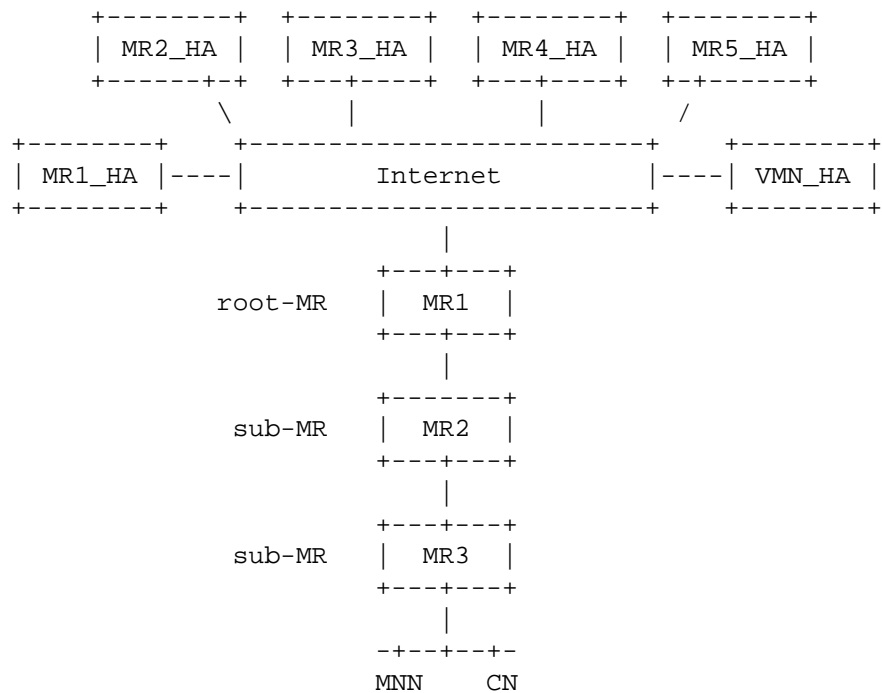 MR2_HA MR3_HA MR4_HA MR5_HA
MR1_HA Internet VMN_HA
root-MR MR1
sub-MR MR2
sub-MR MR3
MNN CN